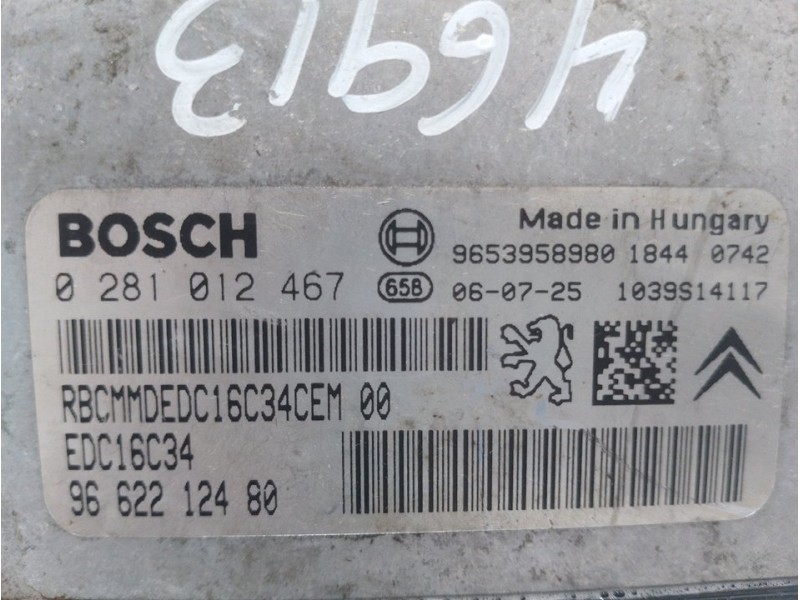 46913
BOSCH
Made in Hungary
9653958980 1844 0742
0 281 012 467
658
06-07-25 1039S14117
RBCMMDEDC16C34CEM 00
EDC16C34
96 622 124 80